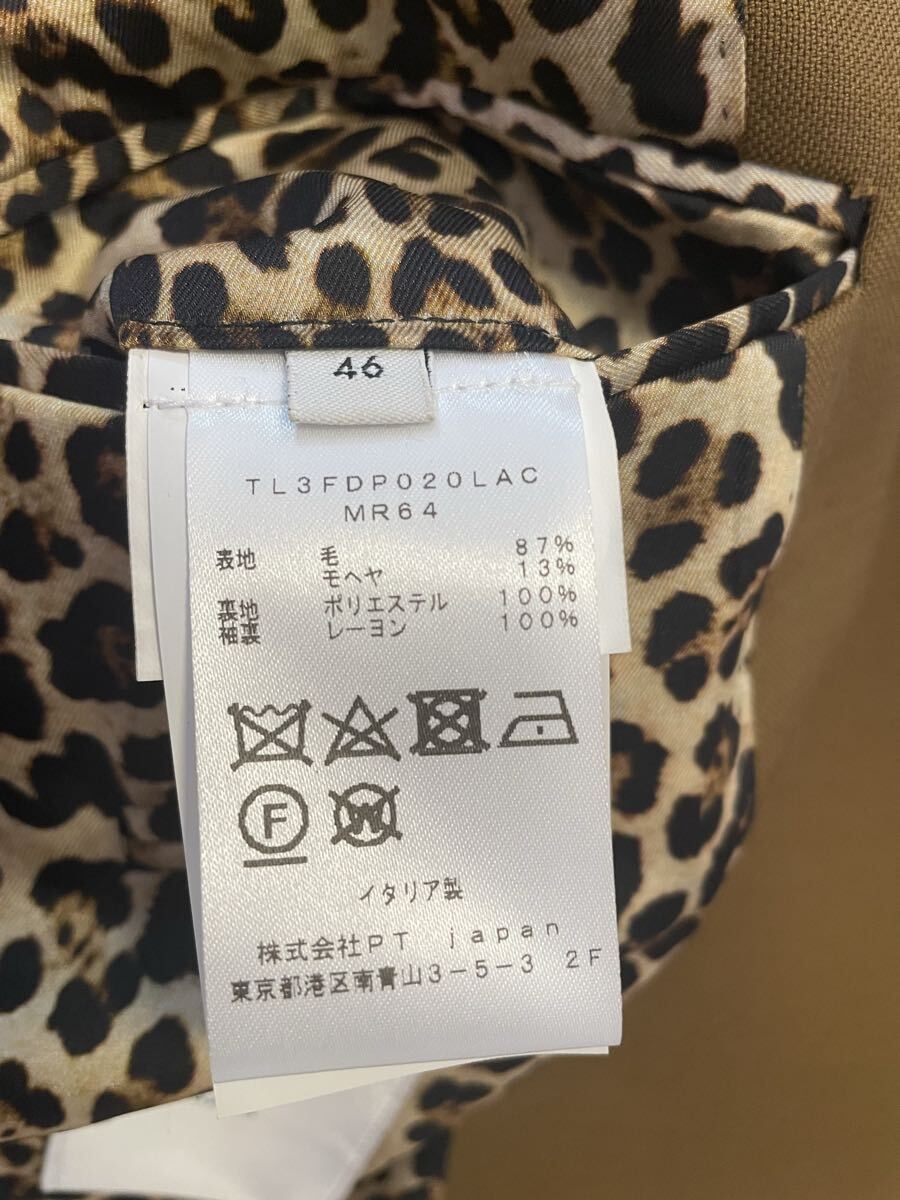 46
TL3FDP020LAC
MR64
表地 毛 87%
モヘヤ 13%
裏地 ポリエステル 100%
袖裏 レーヨン 100%
F
W
イタリア製
株式会社PT japan
東京都港区南青山3-5-3 2F